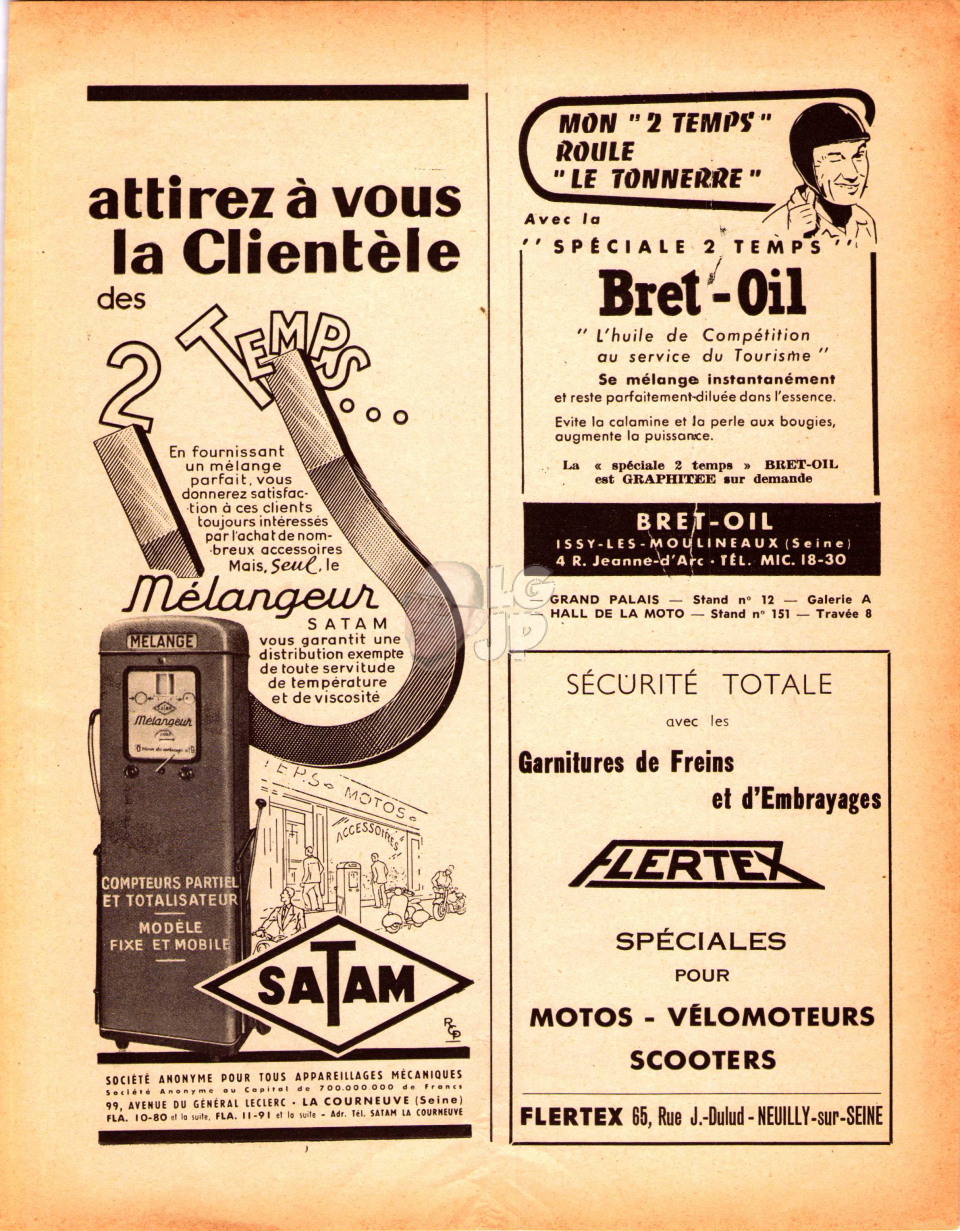 attirez à vous
la Clientèle
des
2 TEMPS...
En fournissant
un mélange
parfait, vous
donnerez satisfac-
tion à ces clients
toujours intéressés
par l'achat de nom-
breux accessoires
Mais, Seul, le
Mélangeur
SATAM
vous garantit une
distribution exempte
de toute servitude
de température
et de viscosité
MELANGE
SATAM
Mélangeur
MOTOS
ACCESSOIRES
COMPTEURS PARTIEL
ET TOTALISATEUR
MODÈLE
FIXE ET MOBILE
SATAM
RCP
SOCIÉTÉ ANONYME POUR TOUS APPAREILLAGES MÉCANIQUES
Société Anonyme au Capital de 700.000.000 de Francs
99, AVENUE DU GÉNÉRAL LECLERC · LA COURNEUVE (Seine)
FLA. 10-80 et la suite, FLA. 11-91 et la suite - Adr. Tél. SATAM LA COURNEUVE
MON "2 TEMPS"
ROULE
"LE TONNERRE"
Avec la
"SPÉCIALE 2 TEMPS"
Bret-Oil
"L'huile de Compétition
au service du Tourisme"
Se mélange instantanément
et reste parfaitement diluée dans l'essence.
Evite la calamine et la perle aux bougies,
augmente la puissance.
La « spéciale 2 temps » BRET-OIL
est GRAPHITEE sur demande
BRET-OIL
ISSY-LES-MOULINEAUX (Seine)
4 R. Jeanne-d'Arc · TÉL. MIC. 18-30
GRAND PALAIS — Stand n° 12 — Galerie A
HALL DE LA MOTO — Stand n° 151 — Travée 8
LG
JP
SÉCURITÉ TOTALE
avec les
Garnitures de Freins
et d'Embrayages
FLERTEX
SPÉCIALES
POUR
MOTOS - VÉLOMOTEURS
SCOOTERS
FLERTEX 65, Rue J.-Dulud - NEUILLY-sur-SEINE